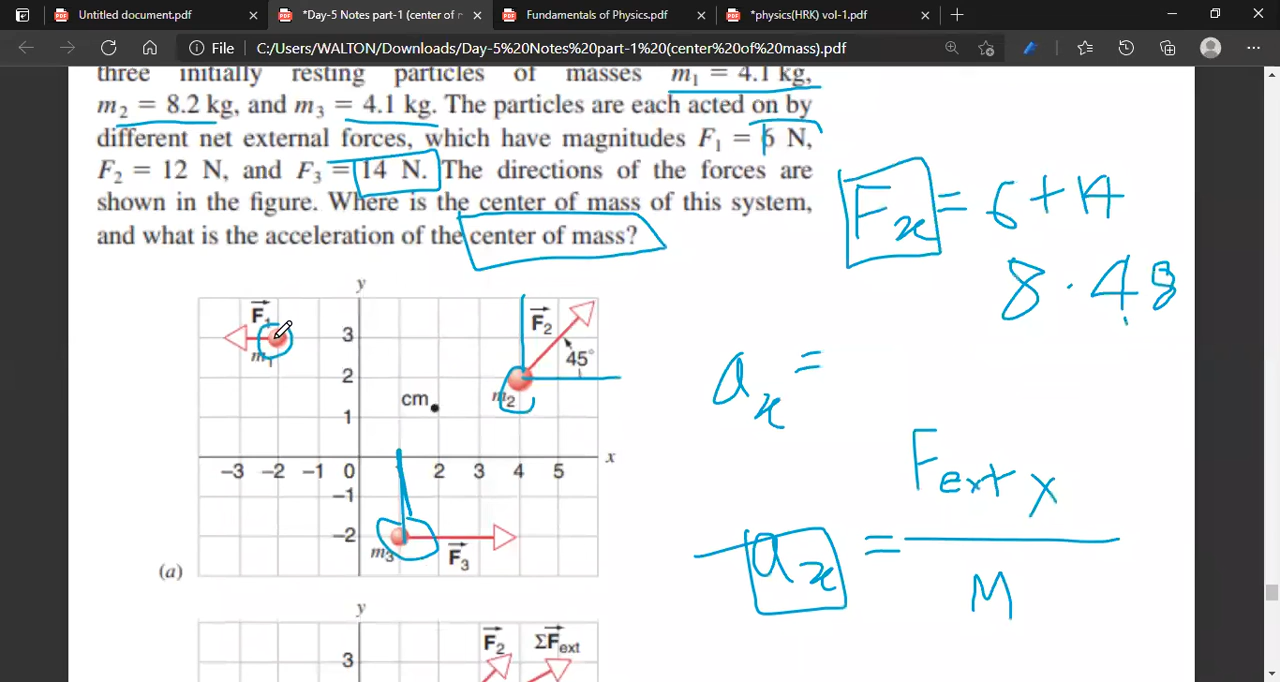 Untitled document.pdf
*Day-5 Notes part-1 (center of m
Fundamentals of Physics.pdf
*physics(HRK) vol-1.pdf
File C:/Users/WALTON/Downloads/Day-5%20Notes%20part-1%20(center%20of%20mass).pdf
three initially resting particles of masses m₁ = 4.1 kg,
m₂ = 8.2 kg, and m₃ = 4.1 kg. The particles are each acted on by
different net external forces, which have magnitudes F₁ = 6 N,
F₂ = 12 N, and F₃ = 14 N. The directions of the forces are
shown in the figure. Where is the center of mass of this system,
and what is the acceleration of the center of mass?
Fx = 6 + 14
8.48
ax =
ax = Fext x / M
y
F₁
m₁
F₂
45°
m₂
cm
3
2
1
-3 -2 -1 0 2 3 4 5 x
-1
-2
m₃
F₃
(a)
y
F₂ ΣFext
3